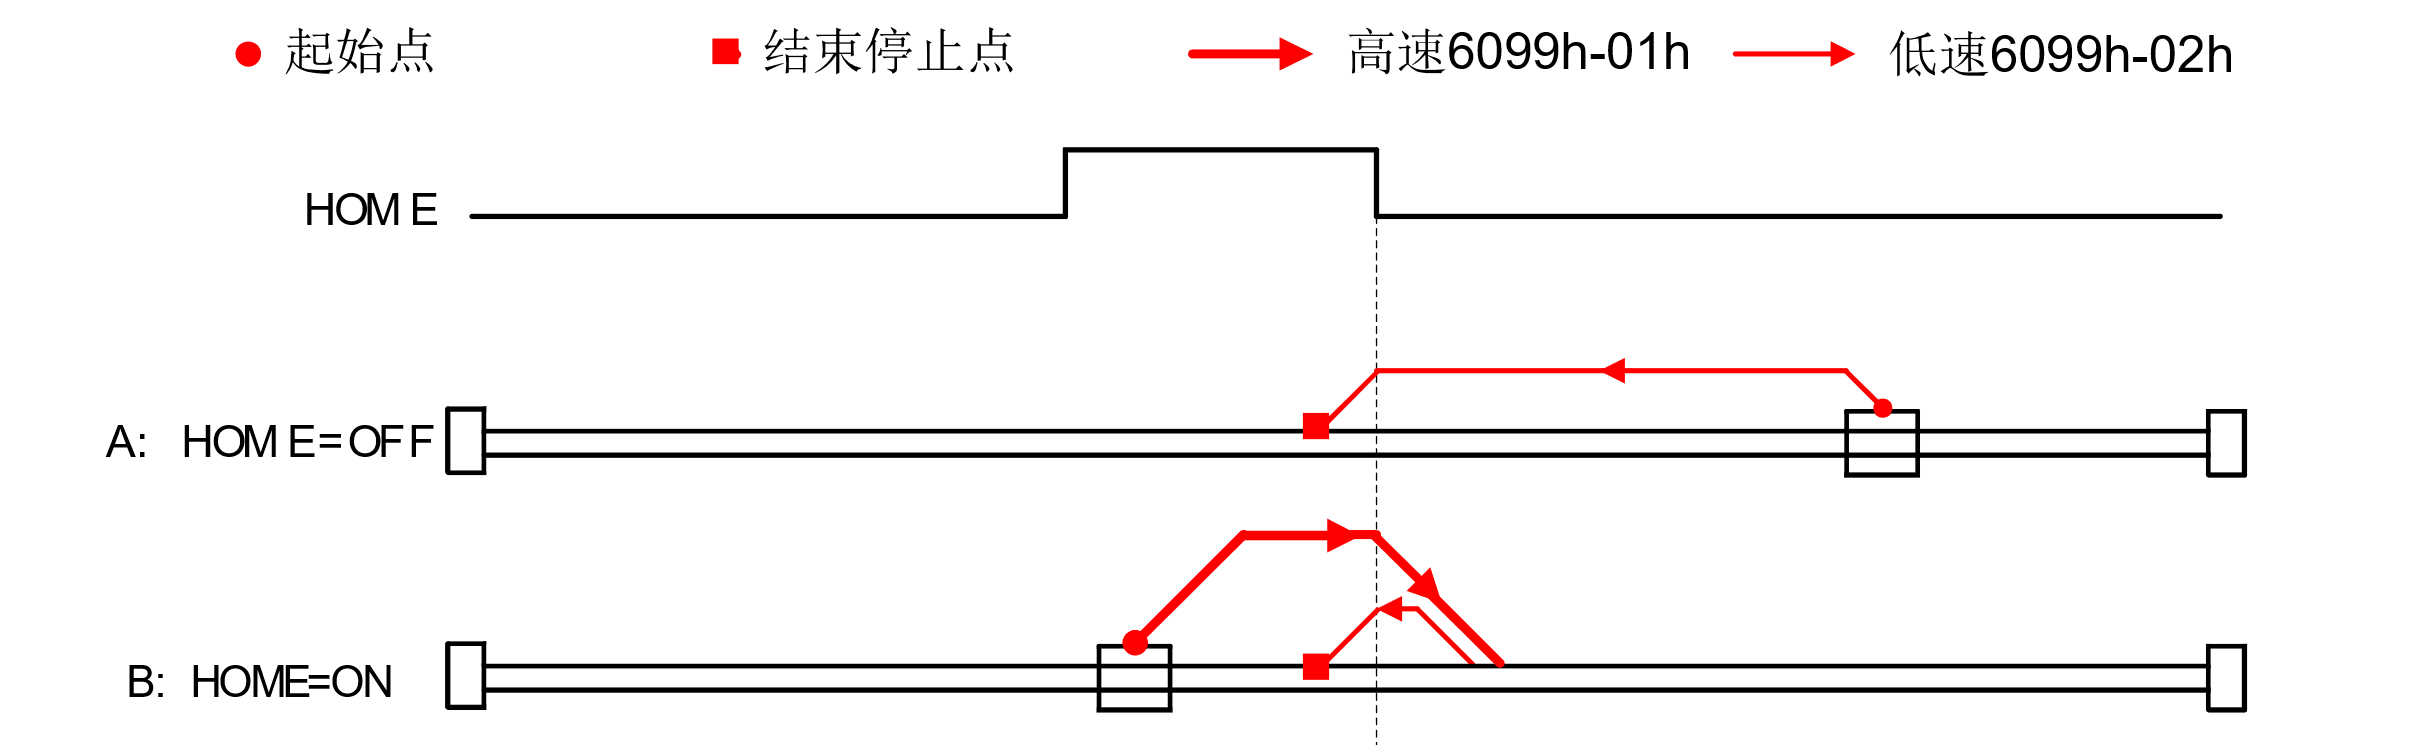 起始点 结束停止点 高速6099h-01h 低速6099h-02h
HOME
A: HOME=OFF
B: HOME=ON